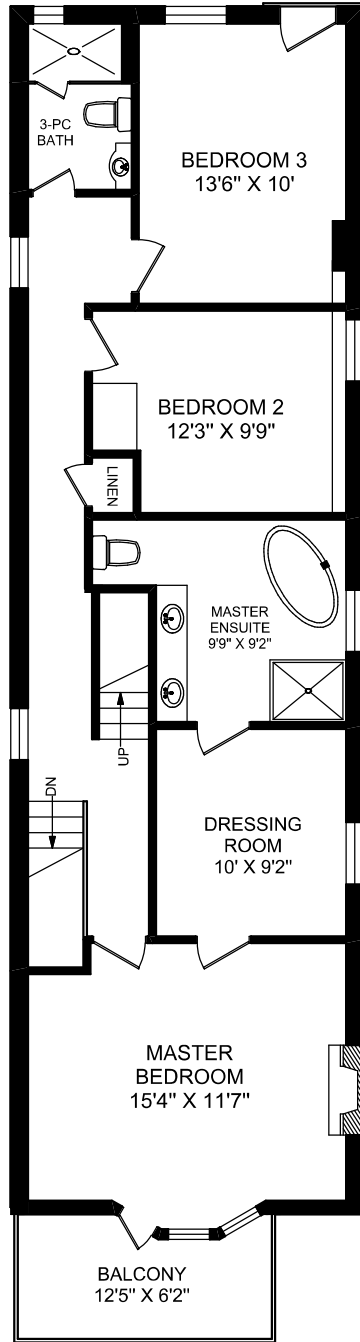 3-PC
BATH
BEDROOM 3
13'6" X 10'
BEDROOM 2
12'3" X 9'9"
LINEN
MASTER
ENSUITE
9'9" X 9'2"
UP
DN
DRESSING
ROOM
10' X 9'2"
MASTER
BEDROOM
15'4" X 11'7"
BALCONY
12'5" X 6'2"